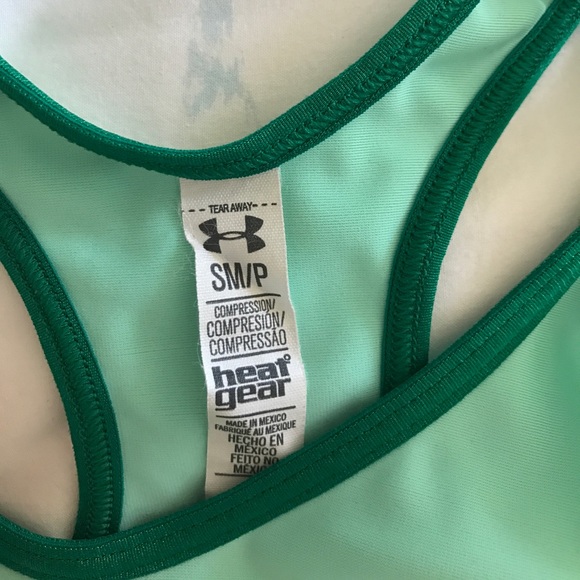 TEAR AWAY
SM/P
COMPRESSION/
COMPRESIÓN/
COMPRESSÃO
heat
gear
MADE IN MEXICO
FABRIQUÉ AU MEXIQUE
HECHO EN
MÉXICO
FEITO NO